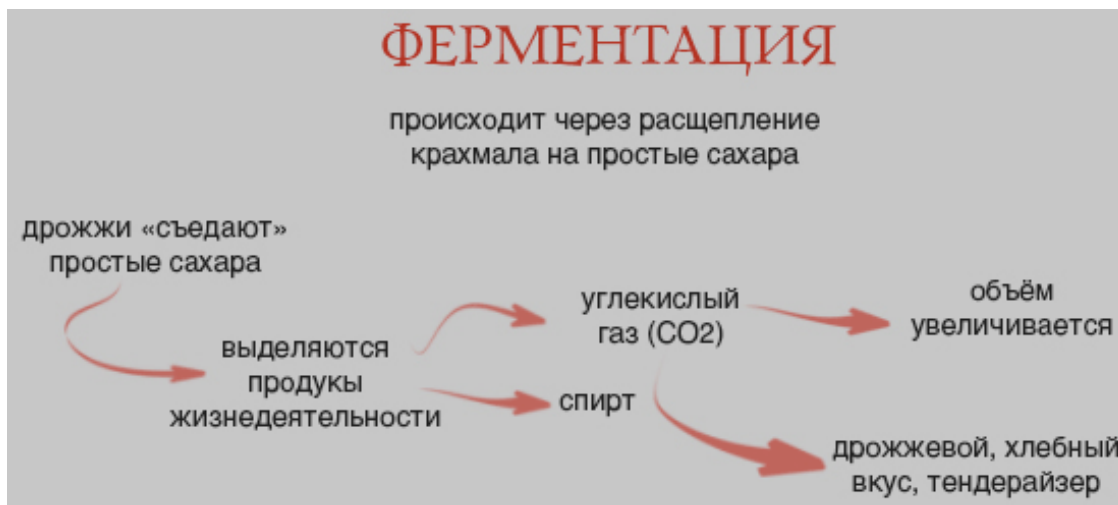 ФЕРМЕНТАЦИЯ
происходит через расщепление
крахмала на простые сахара
дрожжи «съедают»
простые сахара
выделяются
продукы
жизнедеятельности
углекислый
газ (CO2)
объём
увеличивается
спирт
дрожжевой, хлебный
вкус, тендерайзер